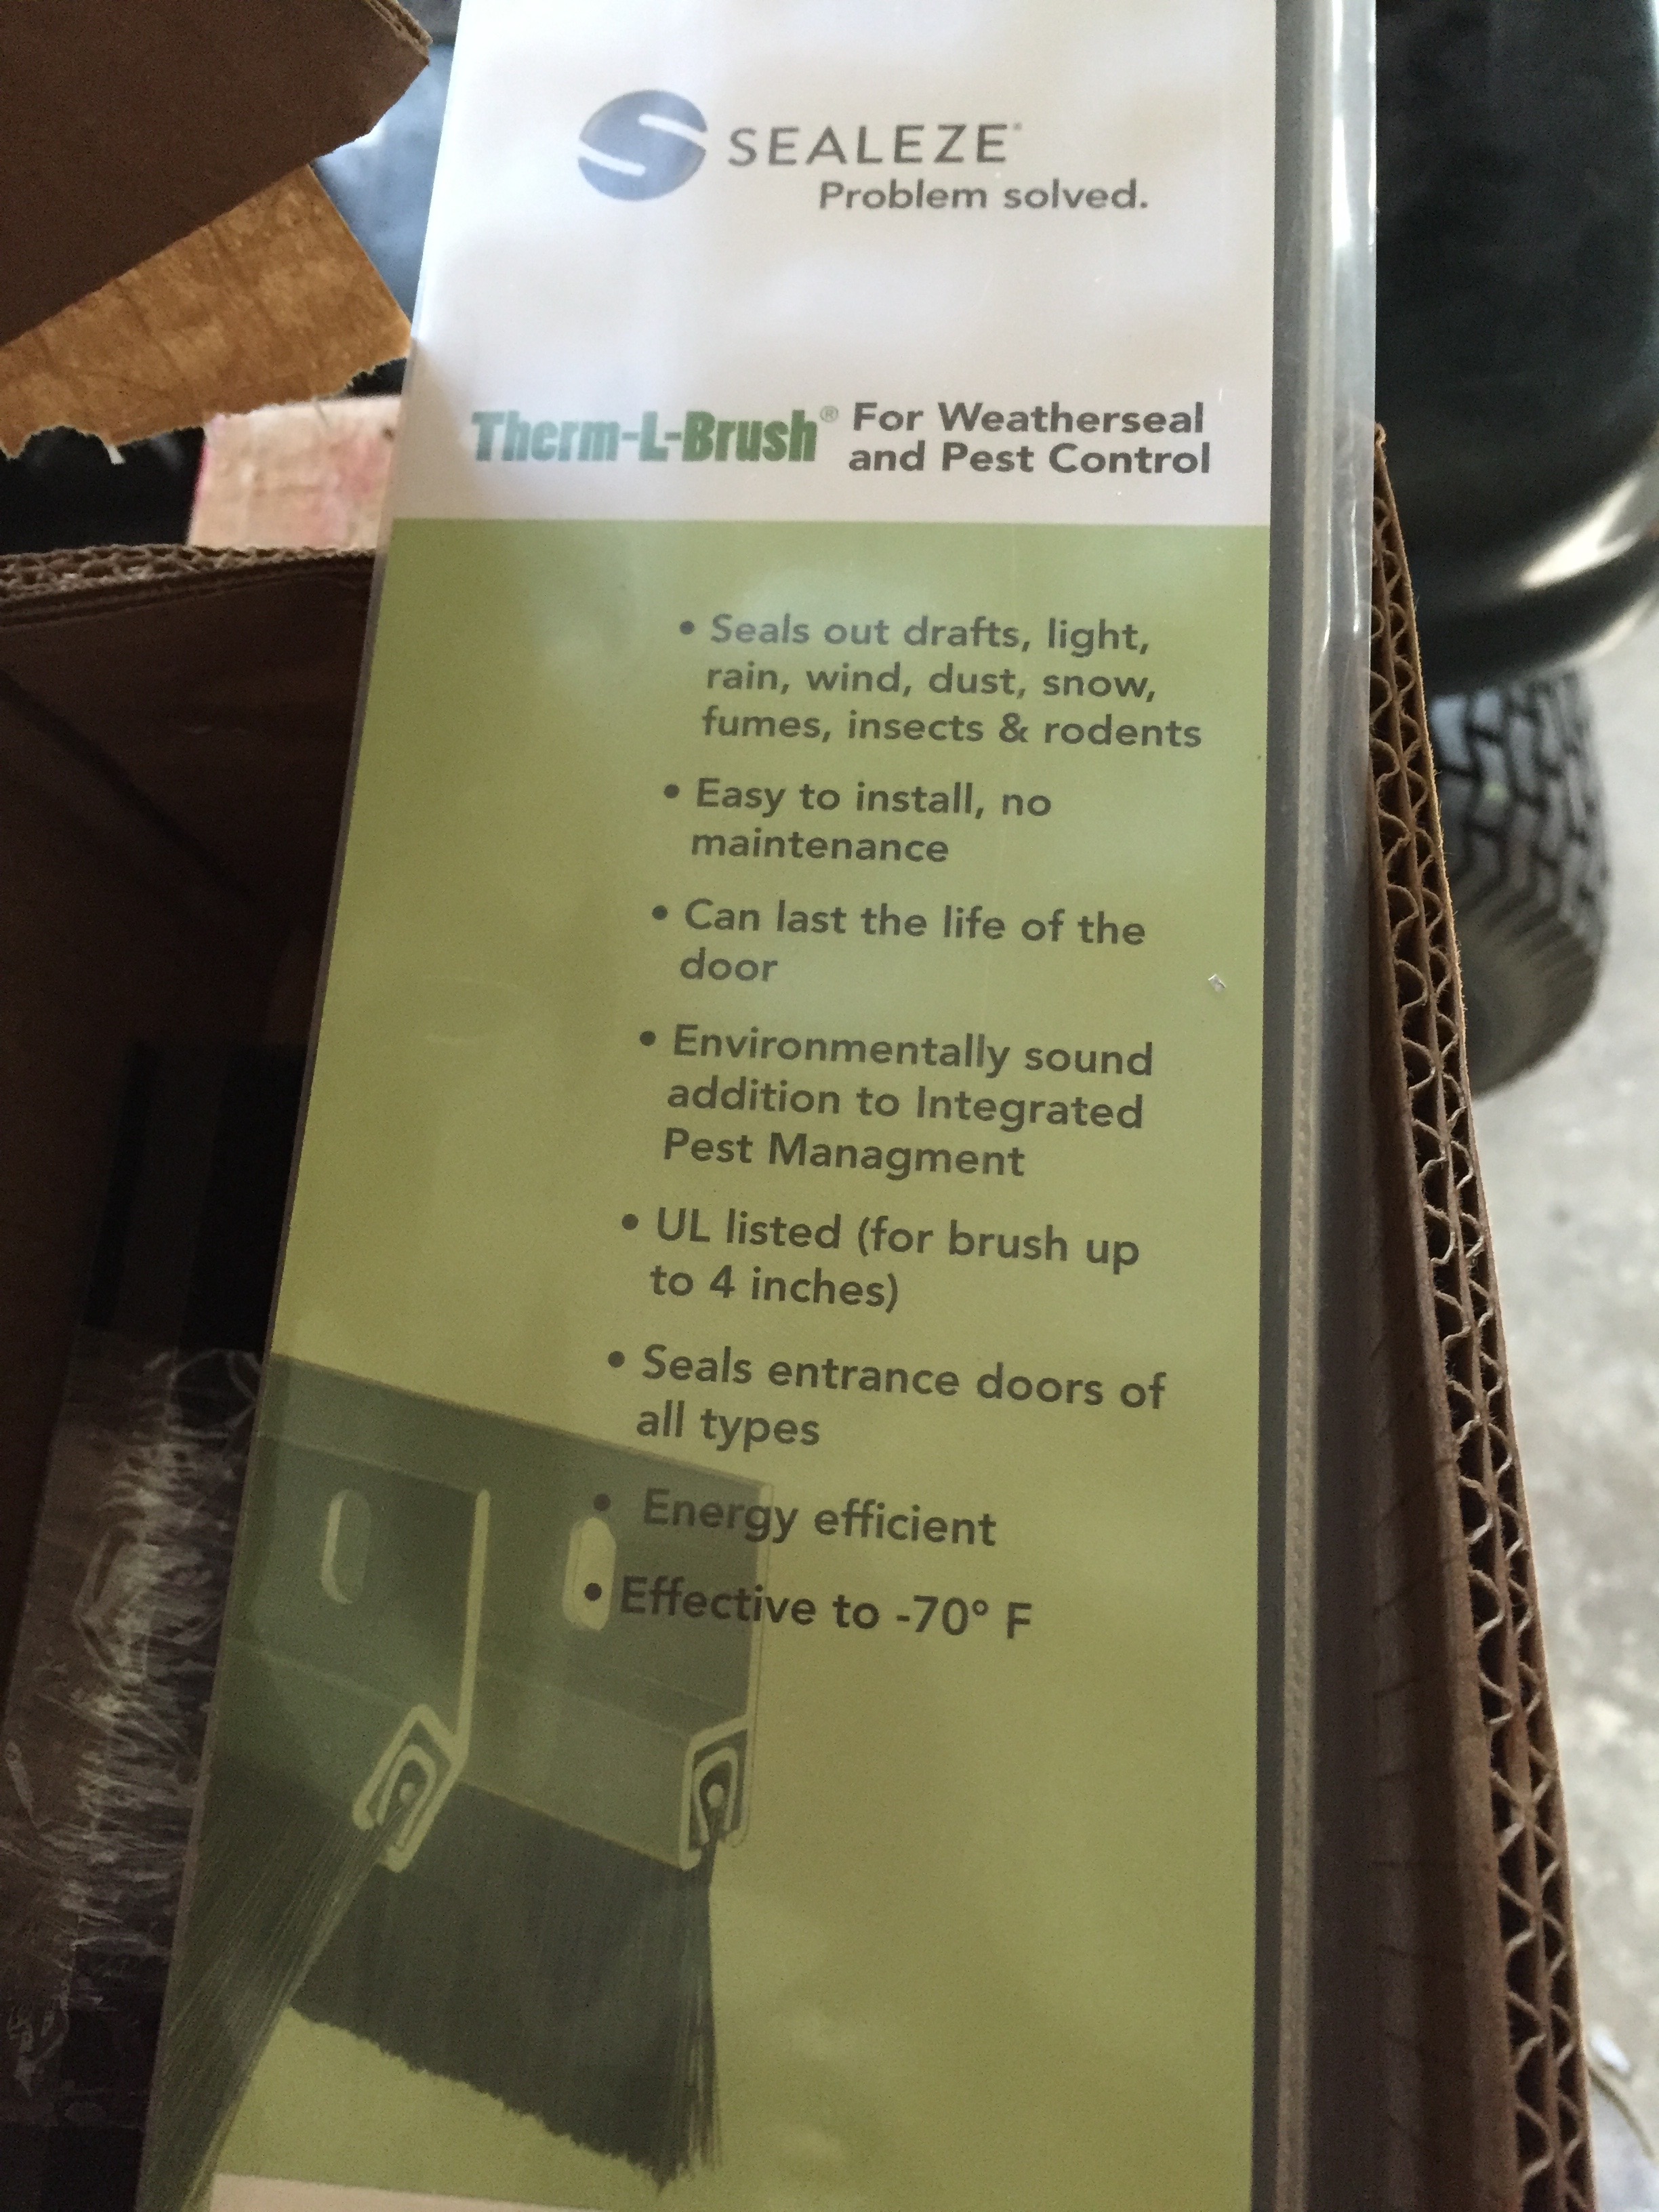 SEALEZE®
Problem solved.
Therm-L-Brush® For Weatherseal
and Pest Control
• Seals out drafts, light,
rain, wind, dust, snow,
fumes, insects & rodents
• Easy to install, no
maintenance
• Can last the life of the
door
• Environmentally sound
addition to Integrated
Pest Managment
• UL listed (for brush up
to 4 inches)
• Seals entrance doors of
all types
• Energy efficient
• Effective to -70° F